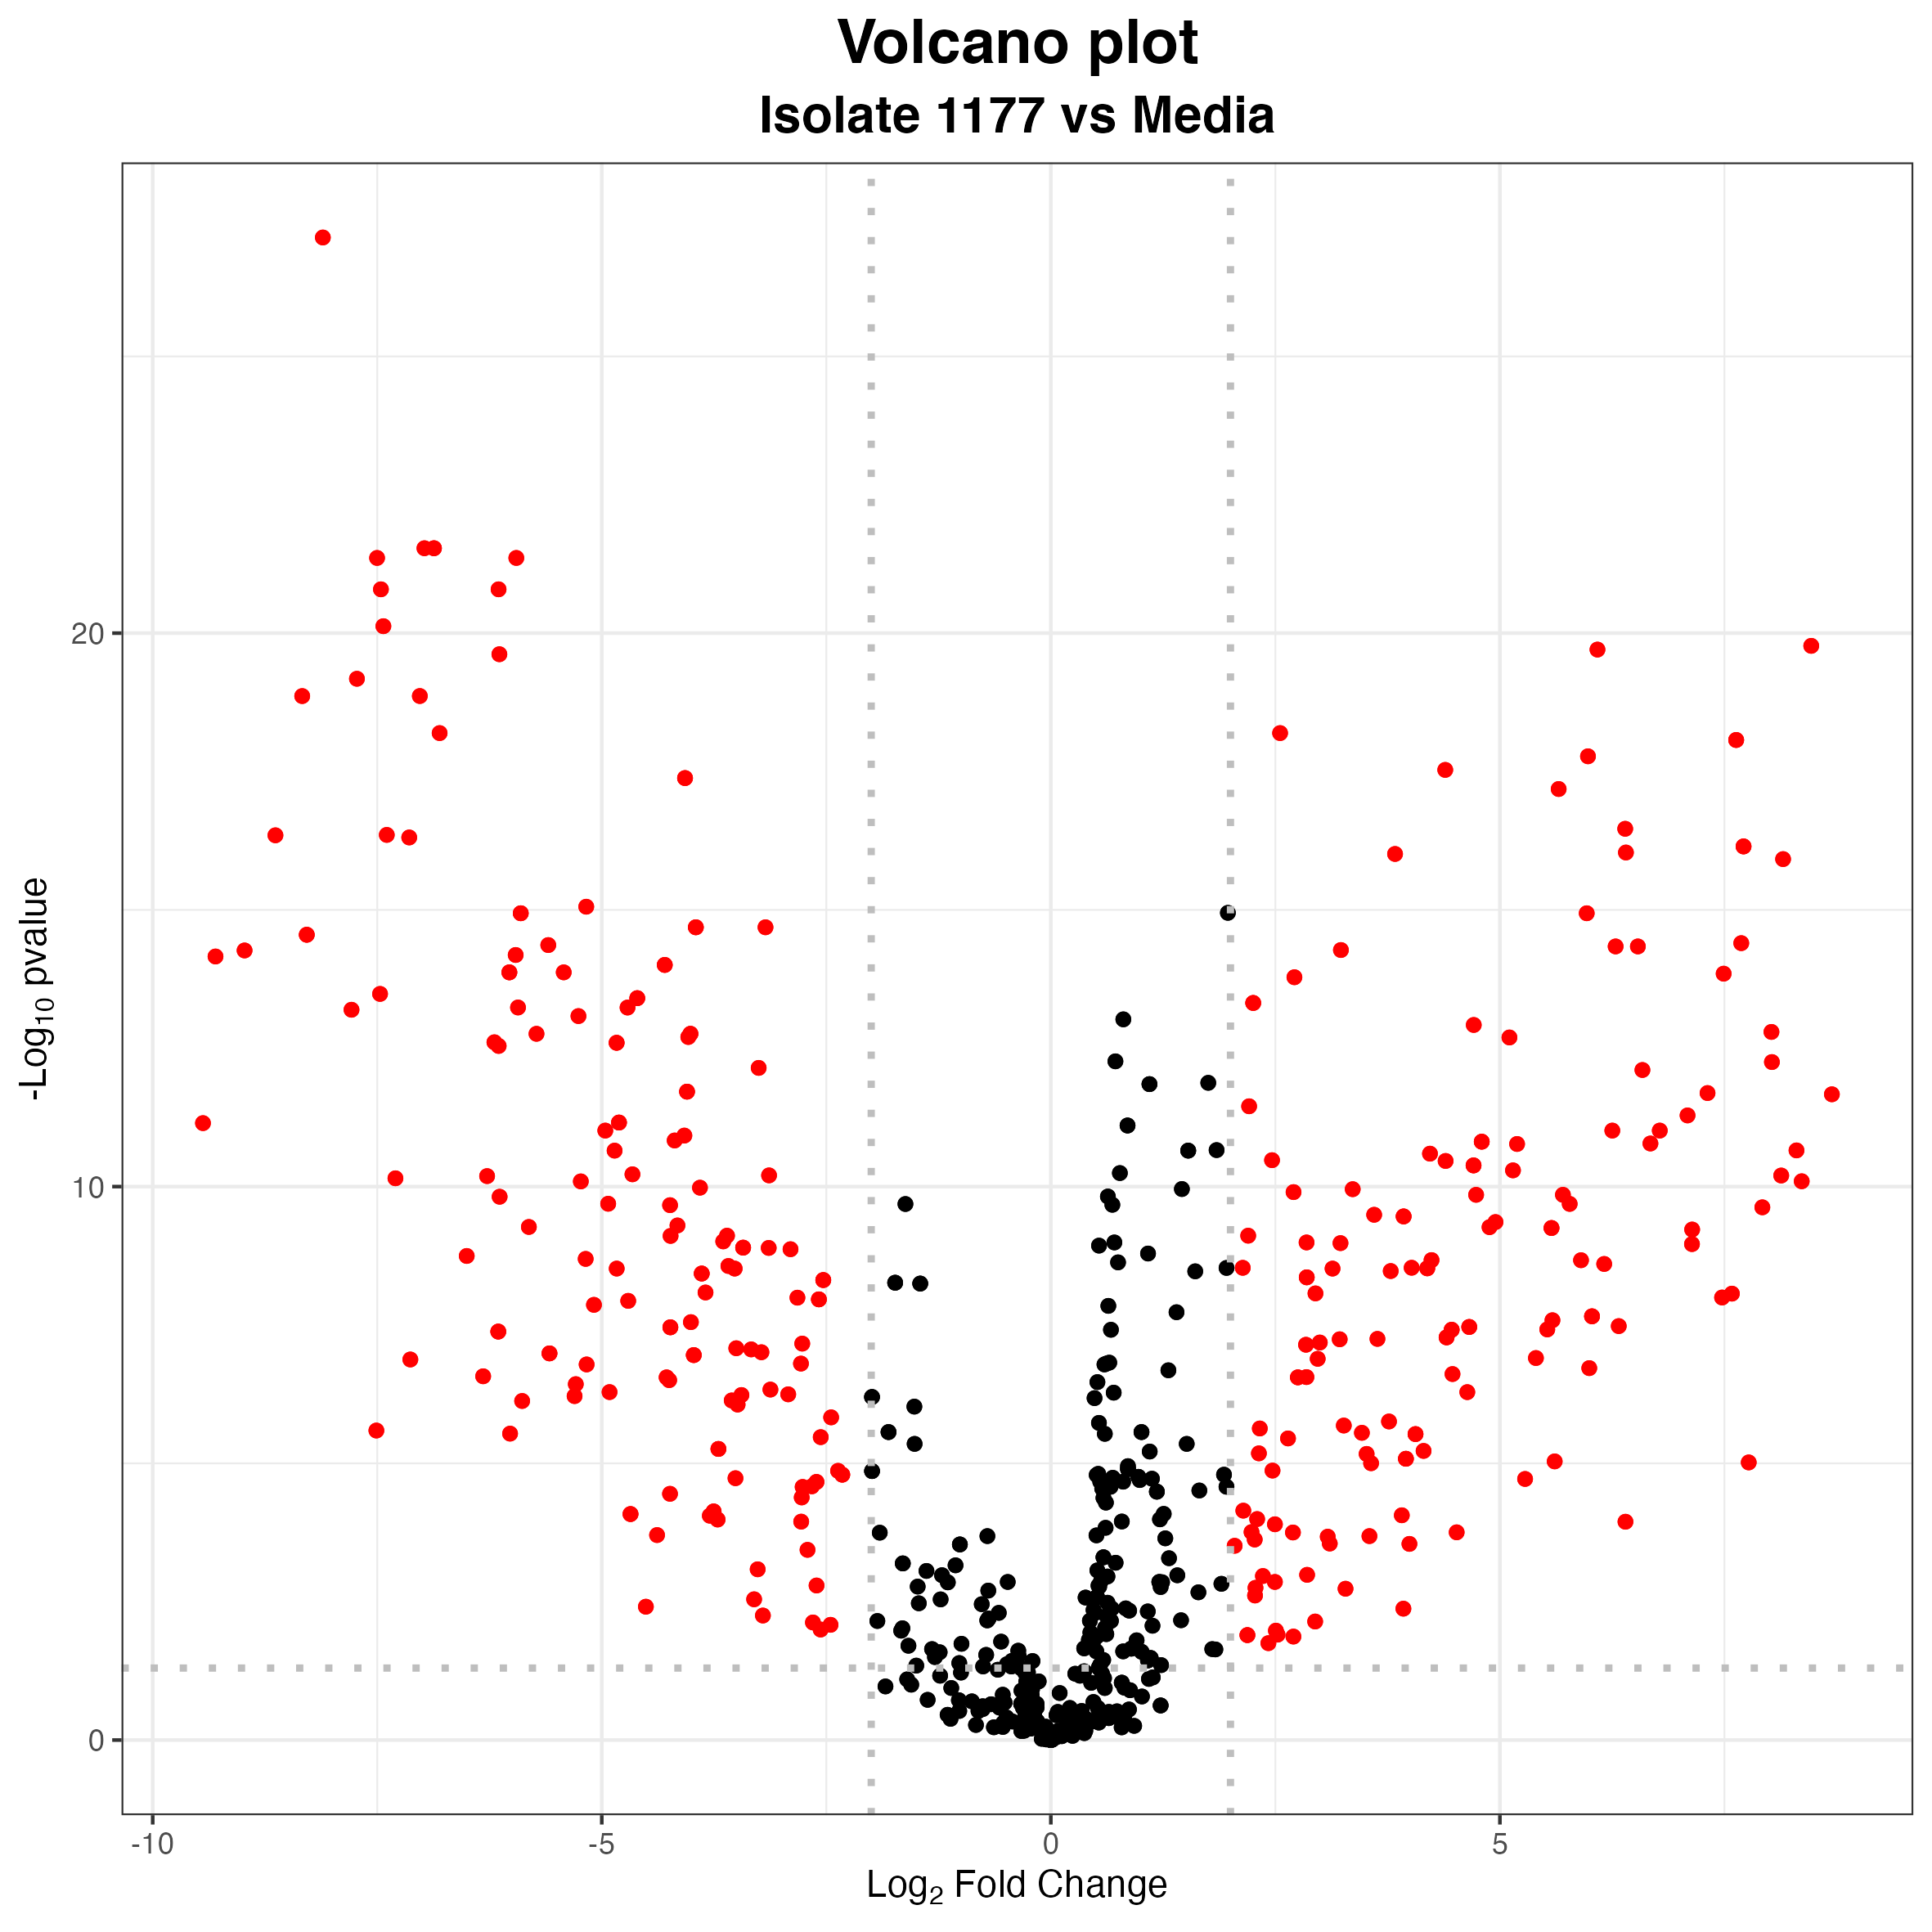 Volcano plot
Isolate 1177 vs Media
-Log₁₀ pvalue
20
10
0
-10 -5 0 5
Log₂ Fold Change